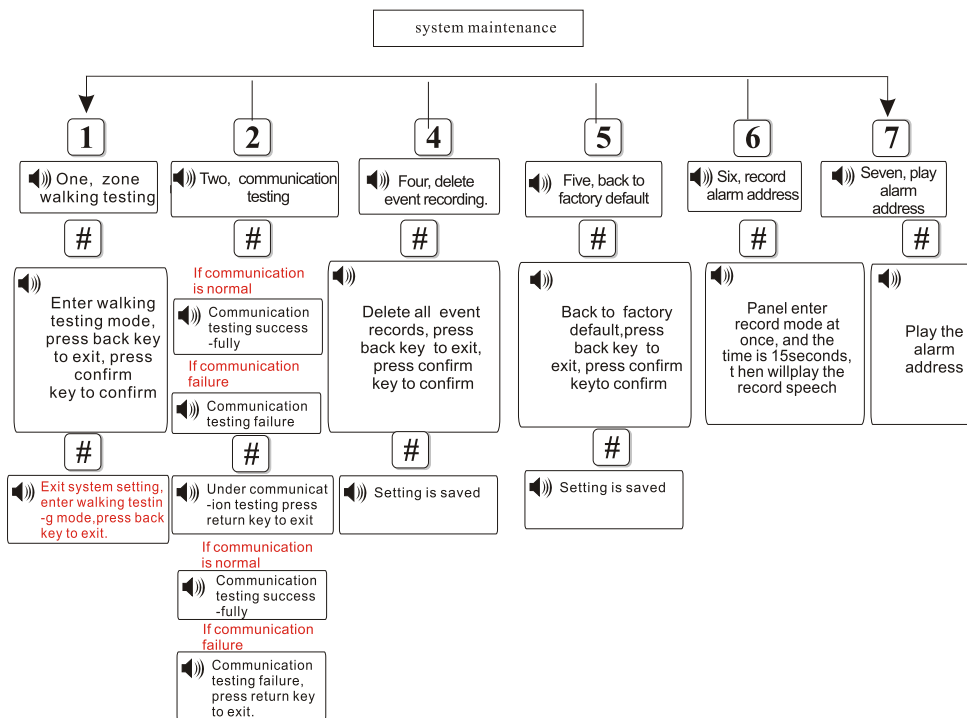 system maintenance
1
2
4
5
6
7
One, zone
walking testing
Two, communication
testing
Four, delete
event recording.
Five, back to
factory default
Six, record
alarm address
Seven, play
alarm
address
#
#
#
#
#
#
Enter walking
testing mode,
press back key
to exit, press
confirm
key to confirm
If communication
is normal
Communication
testing success
-fully
If communication
failure
Communication
testing failure
Delete all event
records, press
back key to exit,
press confirm
key to confirm
Back to factory
default,press
back key to
exit, press confirm
keyto confirm
Panel enter
record mode at
once, and the
time is 15seconds,
t hen willplay the
record speech
Play the
alarm
address
#
#
#
#
Exit system setting,
enter walking testin
-g mode,press back
key to exit.
Under communicat
-ion testing press
return key to exit
If communication
is normal
Communication
testing success
-fully
If communication
failure
Communication
testing failure,
press return key
to exit.
Setting is saved
Setting is saved